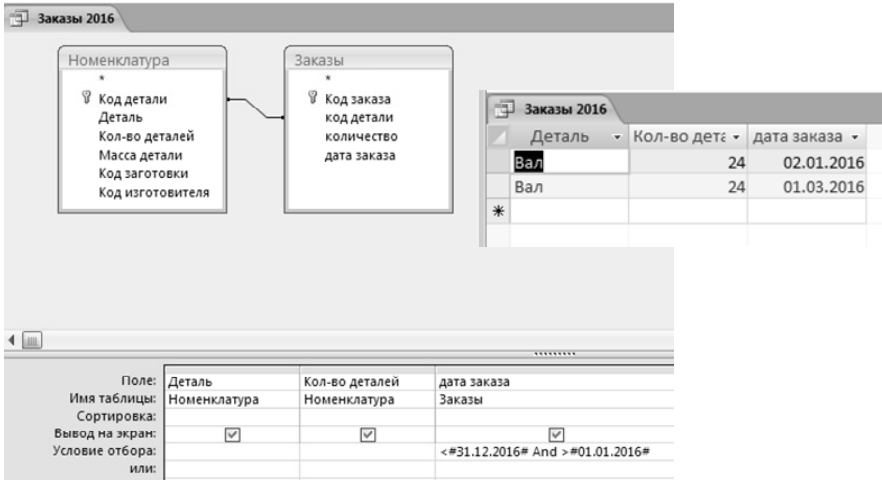 Заказы 2016
Номенклатура
*
Код детали
Деталь
Кол-во деталей
Масса детали
Код заготовки
Код изготовителя
Заказы
*
Код заказа
код детали
количество
дата заказа
Заказы 2016
Деталь Кол-во дета дата заказа
Вал 24 02.01.2016
Вал 24 01.03.2016
*
Поле: Деталь Кол-во деталей дата заказа
Имя таблицы: Номенклатура Номенклатура Заказы
Сортировка:
Вывод на экран:
Условие отбора: <#31.12.2016# And >#01.01.2016#
или: